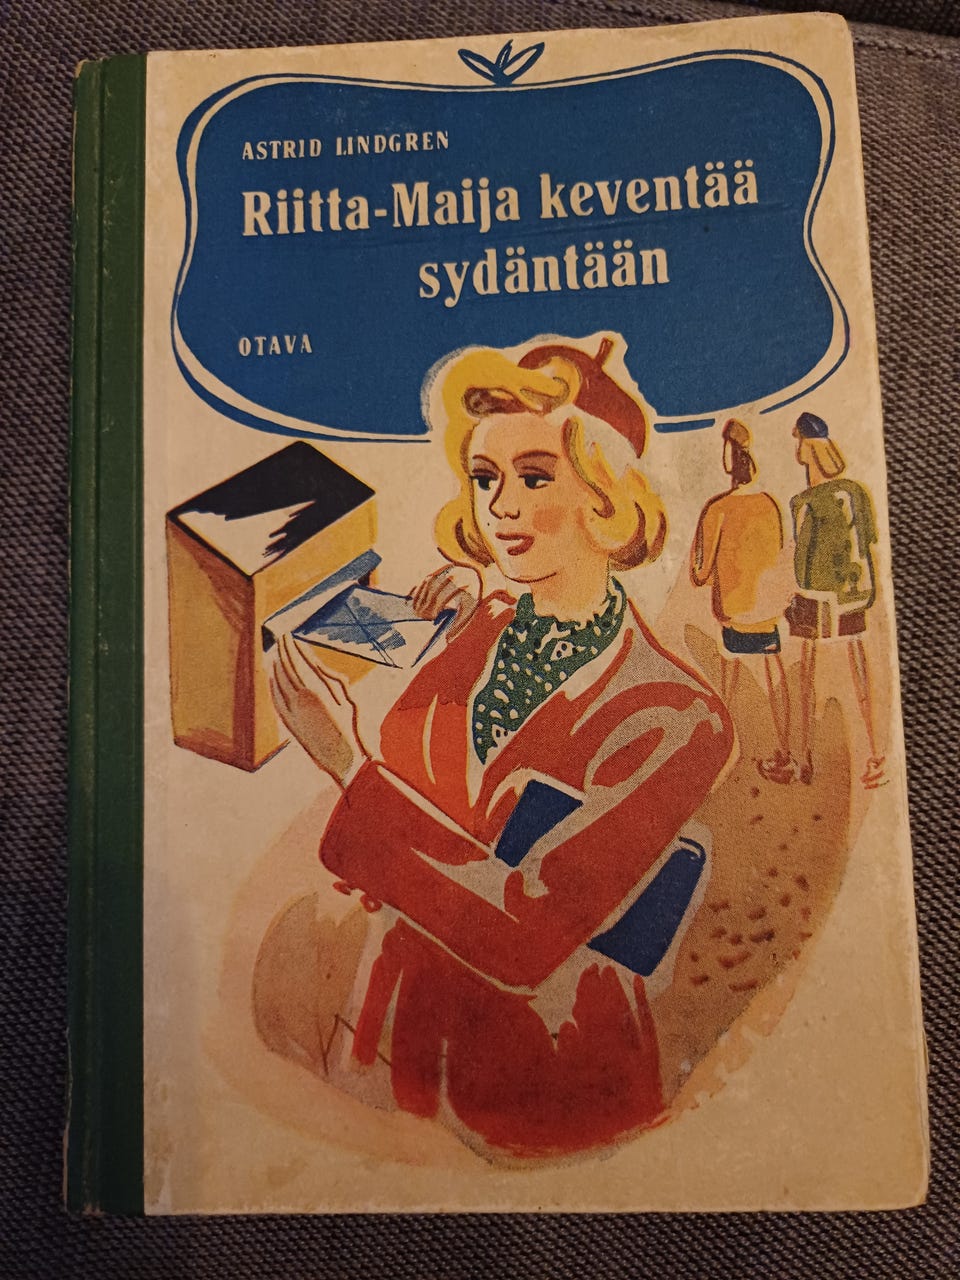 ASTRID LINDGREN
Riitta-Maija keventää
sydäntään
OTAVA